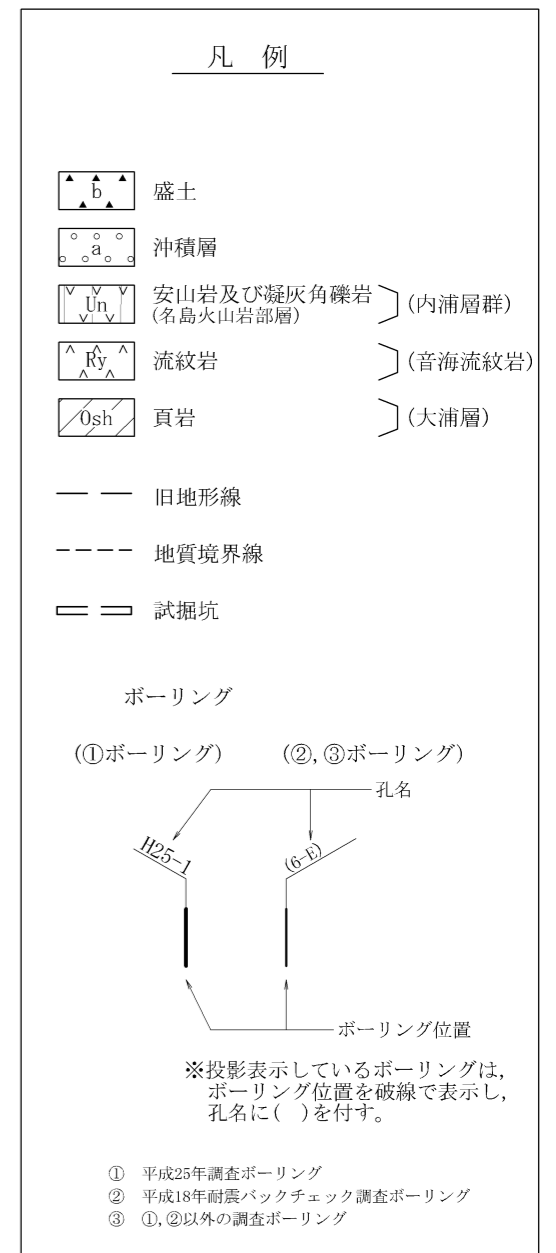 凡 例
b 盛土
a 沖積層
Un 安山岩及び凝灰角礫岩 (内浦層群)
(名島火山岩部層)
Ry 流紋岩 (音海流紋岩)
Osh 頁岩 (大浦層)
旧地形線
地質境界線
試掘坑
ボーリング
(①ボーリング) (②,③ボーリング)
孔名
H25-1 (6-E)
ボーリング位置
※投影表示しているボーリングは,
ボーリング位置を破線で表示し,
孔名に( )を付す。
① 平成25年調査ボーリング
② 平成18年耐震バックチェック調査ボーリング
③ ①,②以外の調査ボーリング